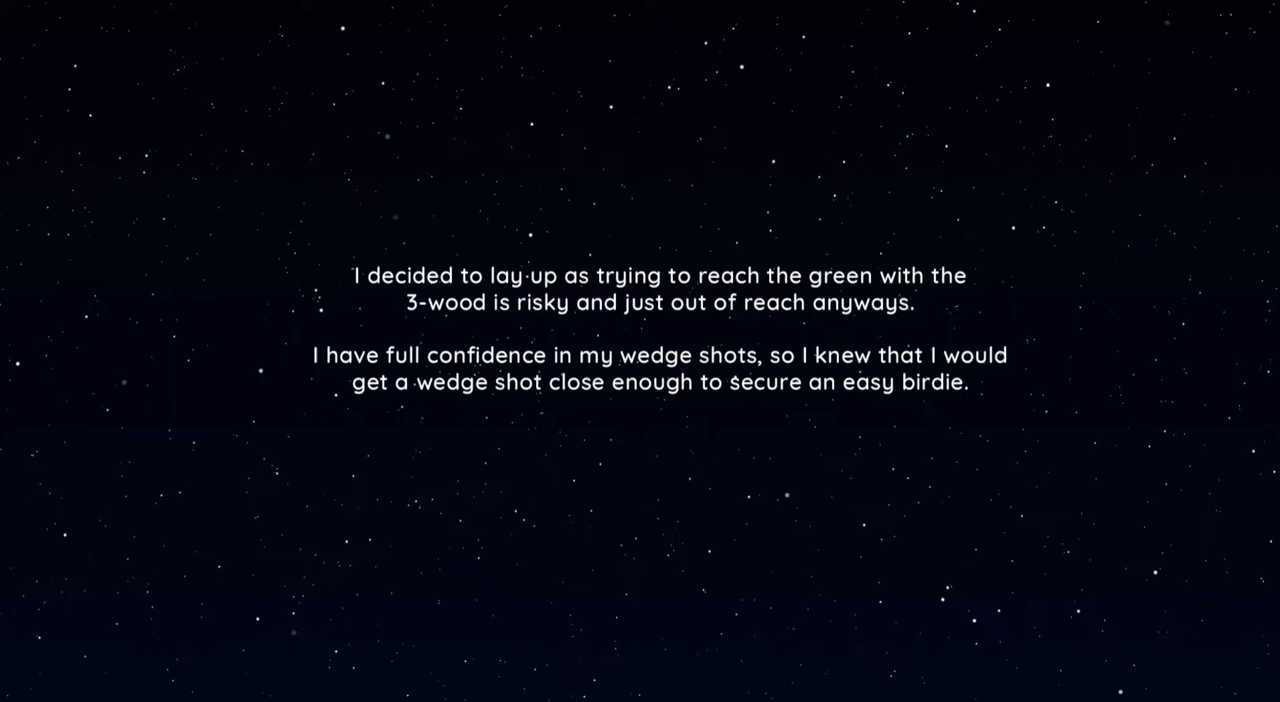 I decided to lay up as trying to reach the green with the
3-wood is risky and just out of reach anyways.
I have full confidence in my wedge shots, so I knew that I would
get a wedge shot close enough to secure an easy birdie.